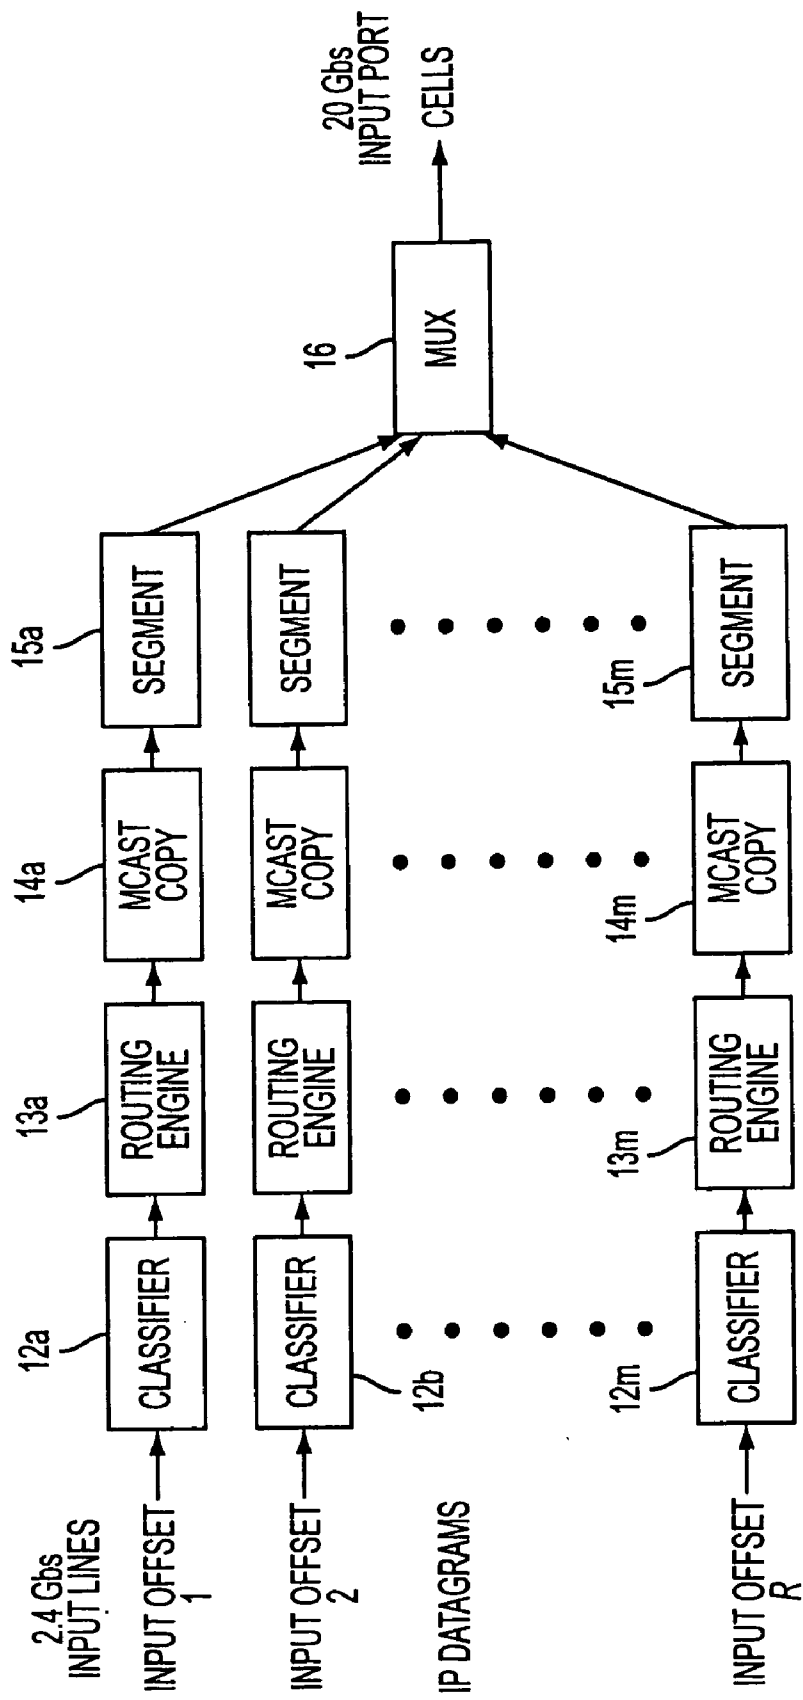 2.4 Gbs
INPUT LINES
INPUT OFFSET
1
12a
CLASSIFIER
13a
ROUTING
ENGINE
14a
MCAST
COPY
15a
SEGMENT
INPUT OFFSET
2
CLASSIFIER
12b
ROUTING
ENGINE
MCAST
COPY
SEGMENT
16
MUX
20 Gbs
INPUT PORT
CELLS
IP DATAGRAMS
INPUT OFFSET
R
12m
CLASSIFIER
13m
ROUTING
ENGINE
14m
MCAST
COPY
15m
SEGMENT